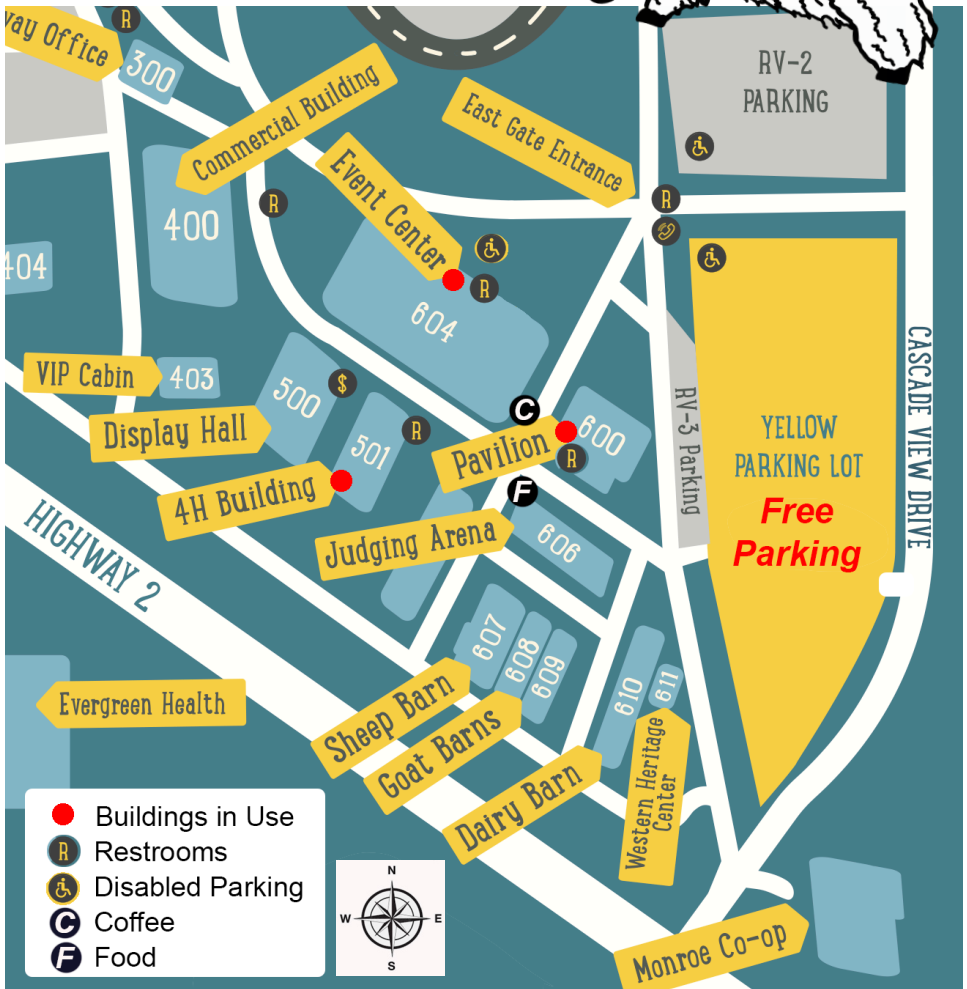 R
way Office
300
Commercial Building
400
404
R
East Gate Entrance
RV-2
PARKING
R
Event Center
R
604
VIP Cabin
403
Display Hall
500
$
501
R
4H Building
C
Pavilion
600
R
F
Judging Arena
606
RV-3 Parking
YELLOW
PARKING LOT
Free
Parking
CASCADE VIEW DRIVE
HIGHWAY 2
607
608
609
610
611
Evergreen Health
Sheep Barn
Goat Barns
Dairy Barn
Western Heritage
Center
Monroe Co-op
Buildings in Use
R Restrooms
Disabled Parking
C Coffee
F Food
N
W E
S